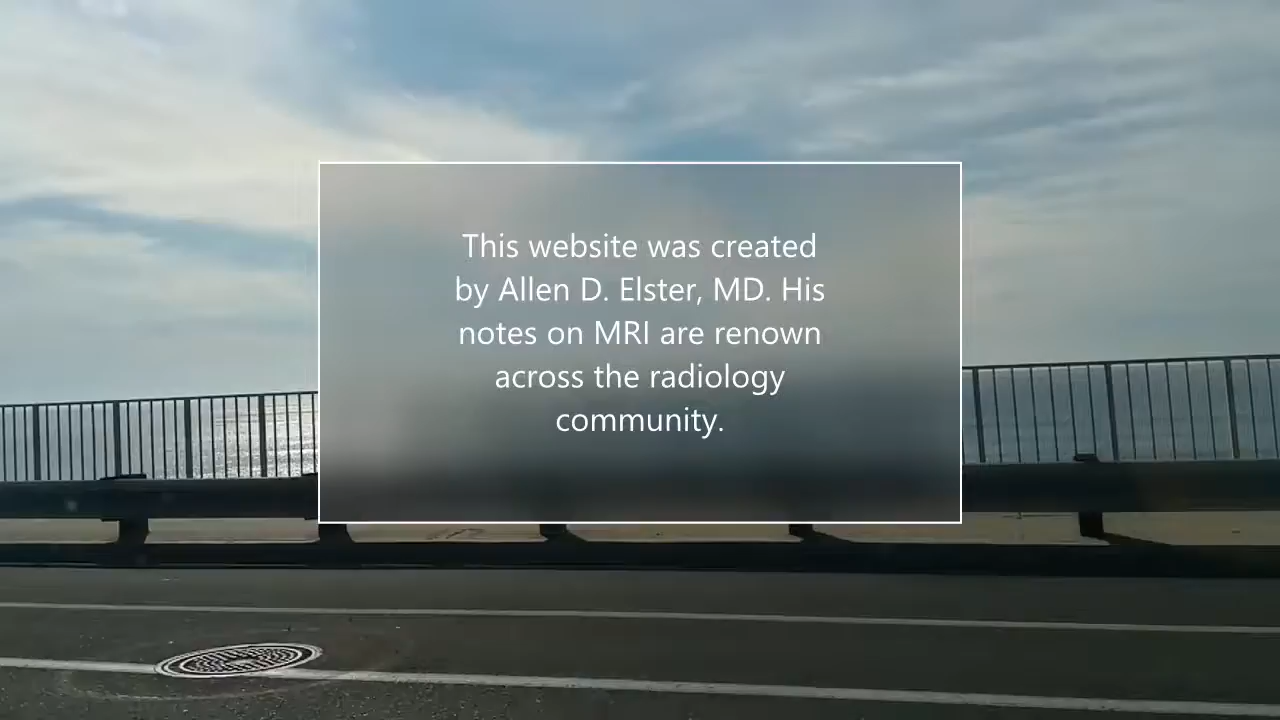 This website was created
by Allen D. Elster, MD. His
notes on MRI are renown
across the radiology
community.